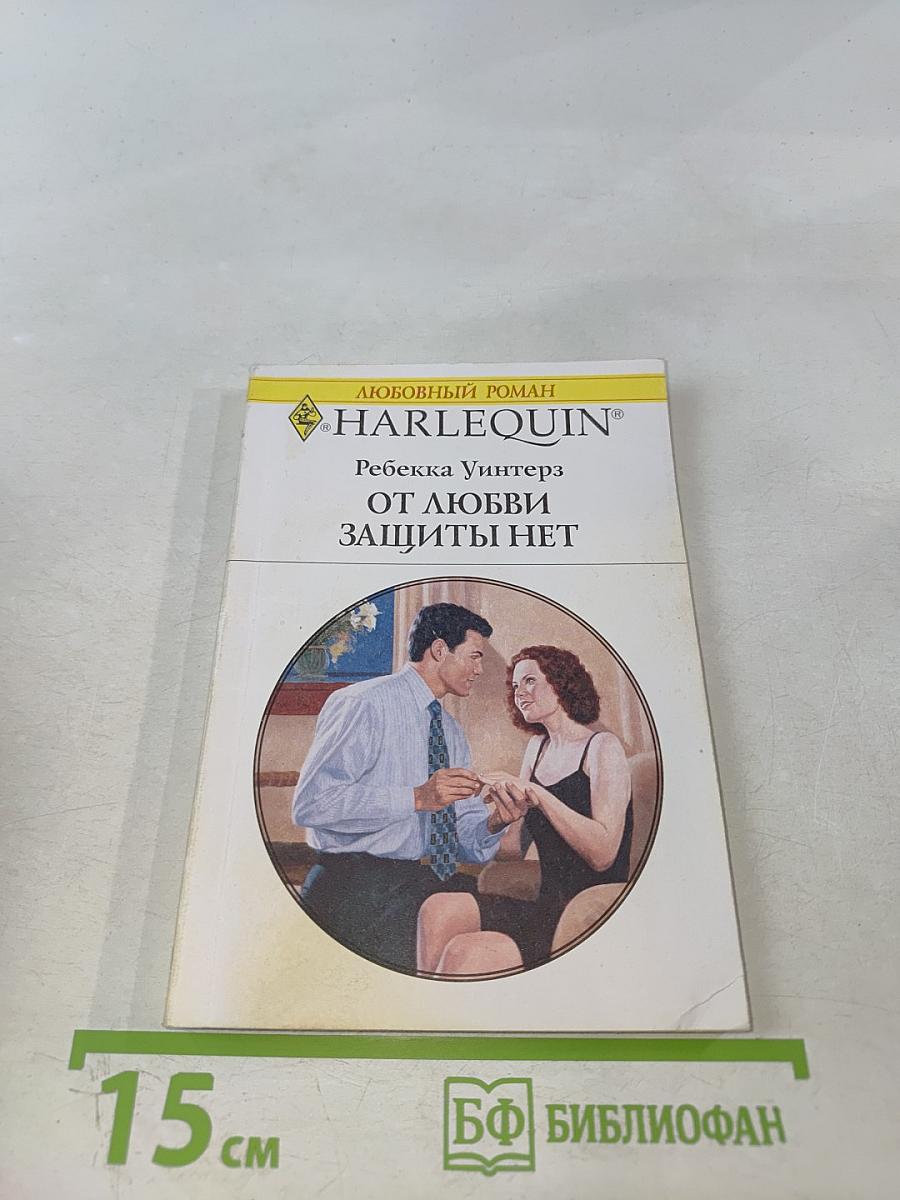 ЛЮБОВНЫЙ РОМАН
® HARLEQUIN®
Ребекка Уинтерз
ОТ ЛЮБВИ
ЗАЩИТЫ НЕТ
15 см
БФ БИБЛИОФАН